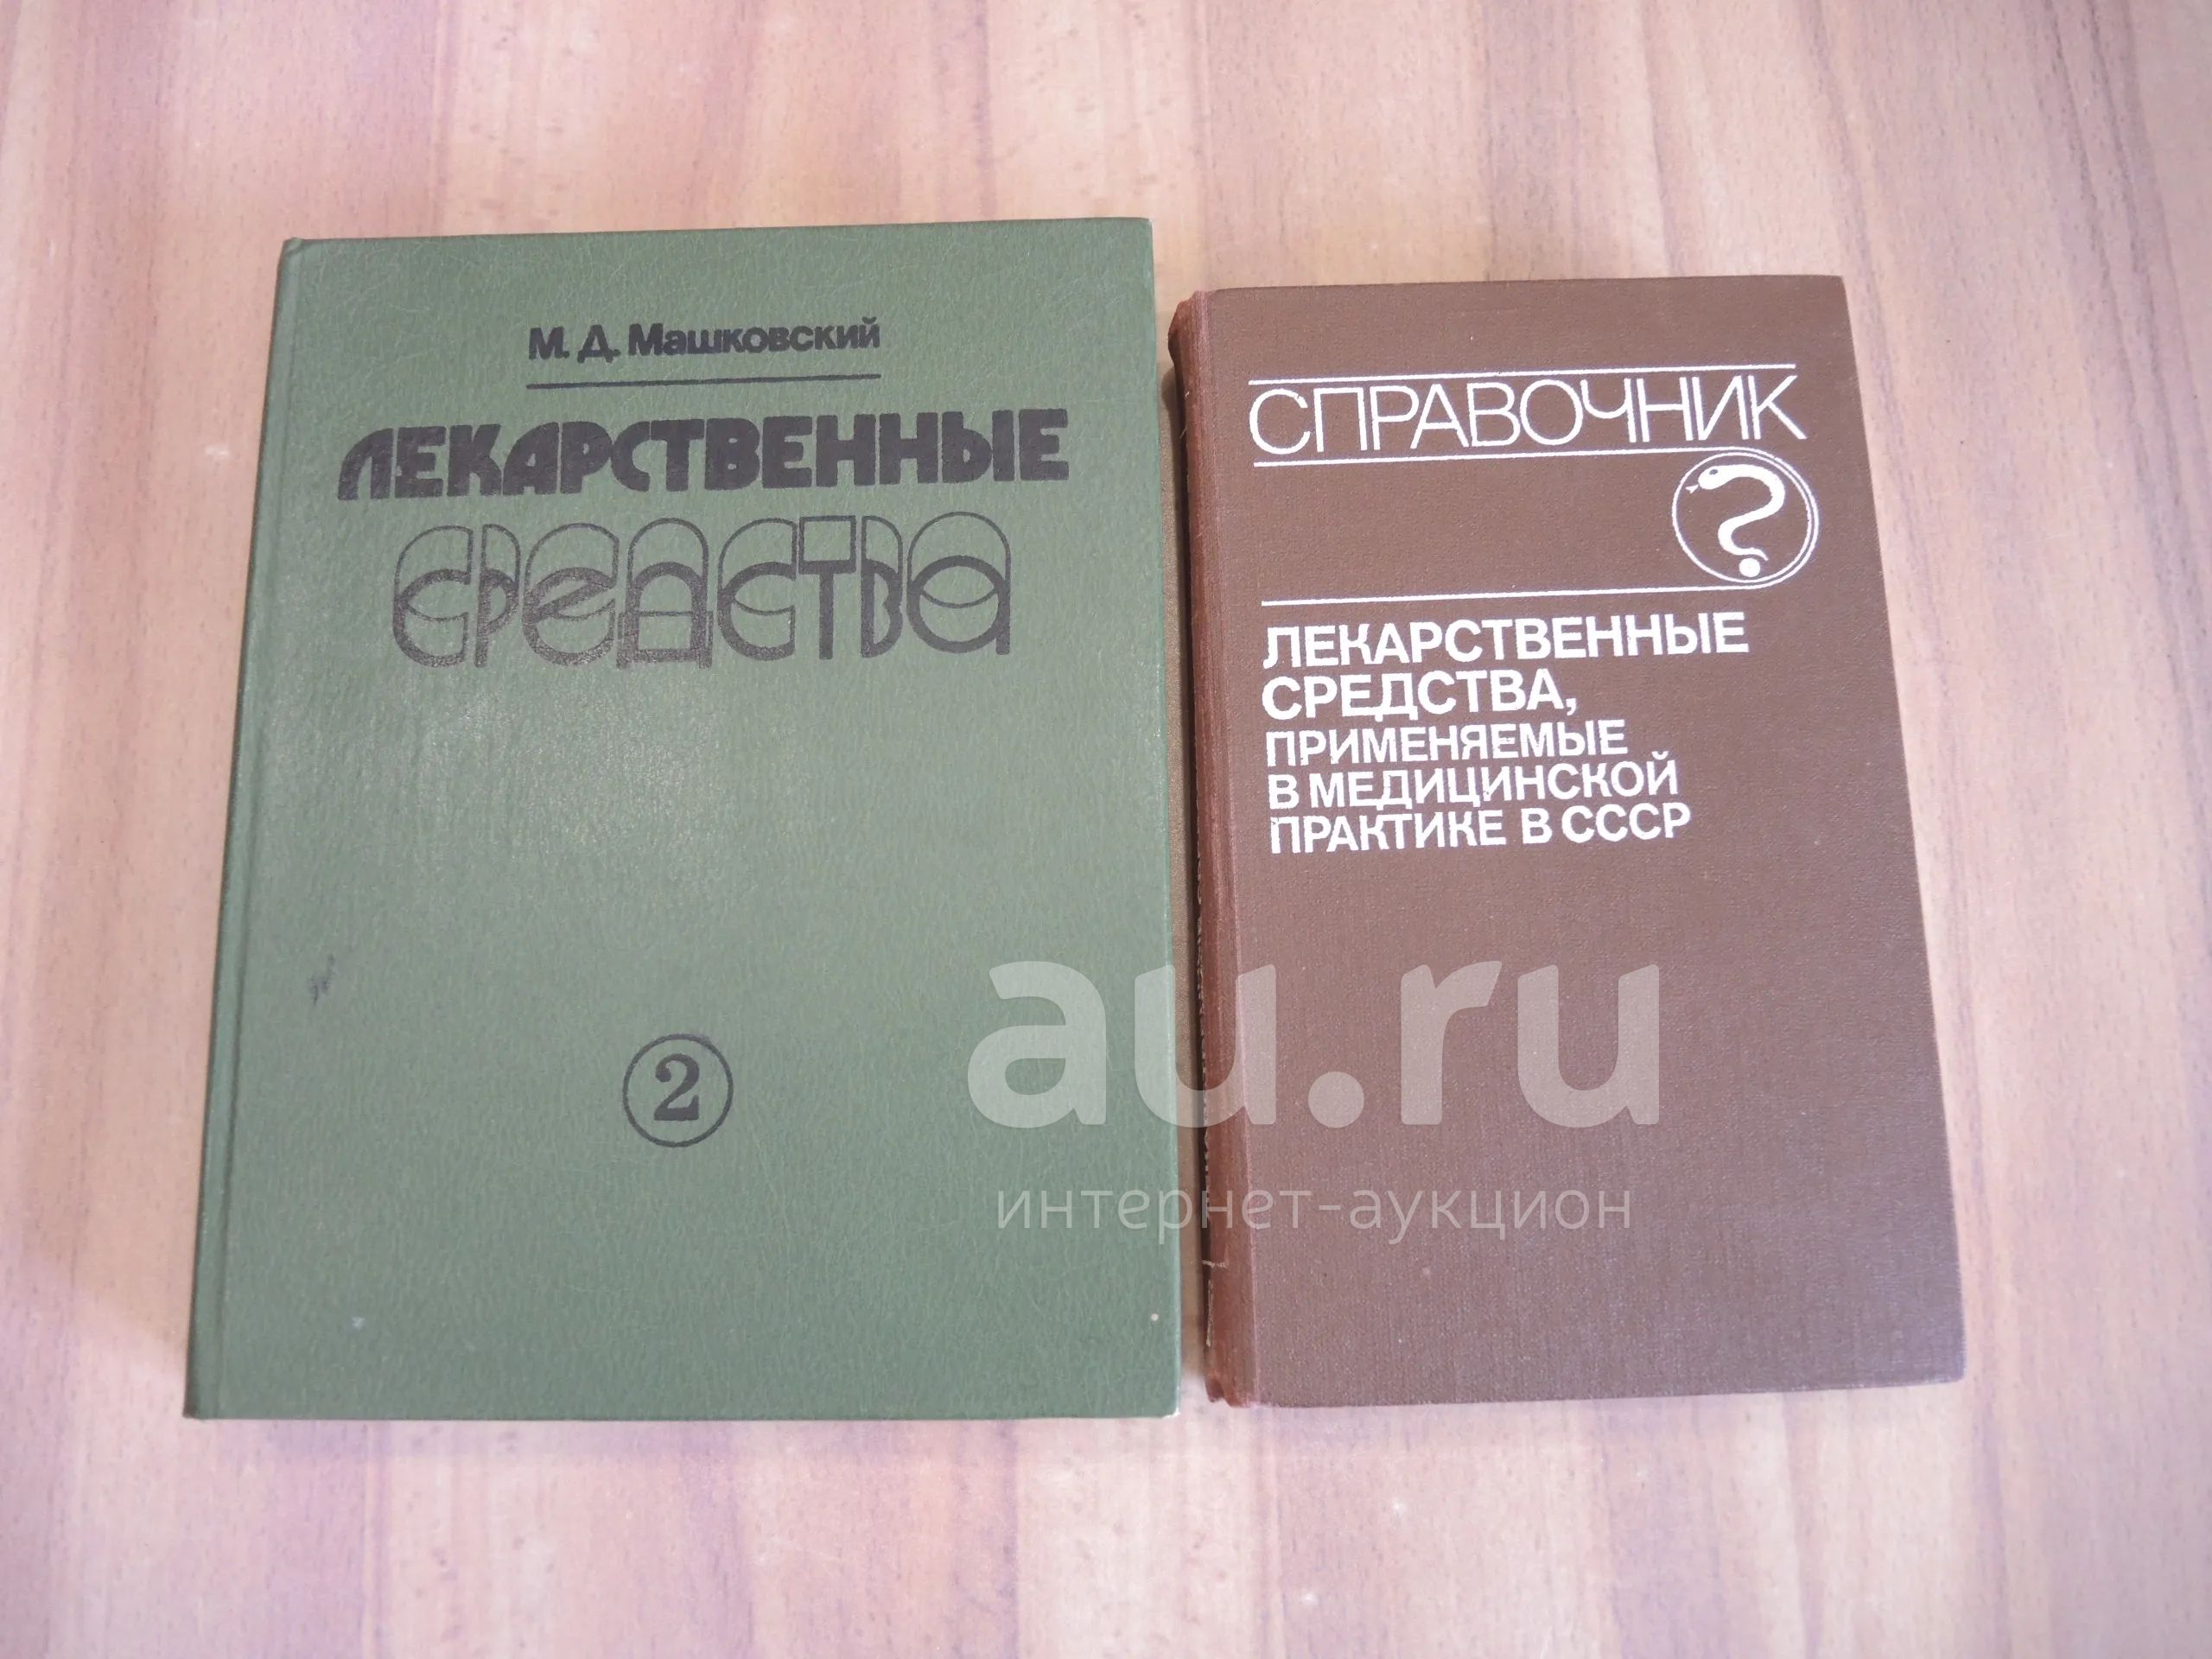 М. Д. Машковский
ЛЕКАРСТВЕННЫЕ
СРЕДСТВА
2
СПРАВОЧНИК
ЛЕКАРСТВЕННЫЕ
СРЕДСТВА,
ПРИМЕНЯЕМЫЕ
В МЕДИЦИНСКОЙ
ПРАКТИКЕ В СССР
au.ru
интернет-аукцион